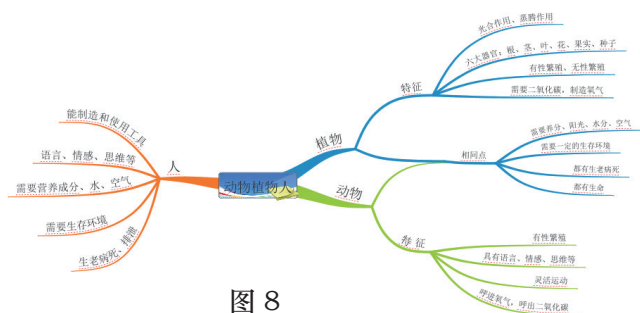 动物植物人
植物
特征
光合作用、蒸腾作用
六大器官：根、茎、叶、花、果实、种子
有性繁殖、无性繁殖
需要二氧化碳，制造氧气
相同点
需要养分、阳光、水分、空气
需要一定的生存环境
都有生老病死
都有生命
动物
特征
有性繁殖
具有语言、情感、思维等
灵活运动
呼进氧气，呼出二氧化碳
人
能制造和使用工具
语言、情感、思维等
需要营养成分、水、空气
需要生存环境
生老病死、排泄
图 8